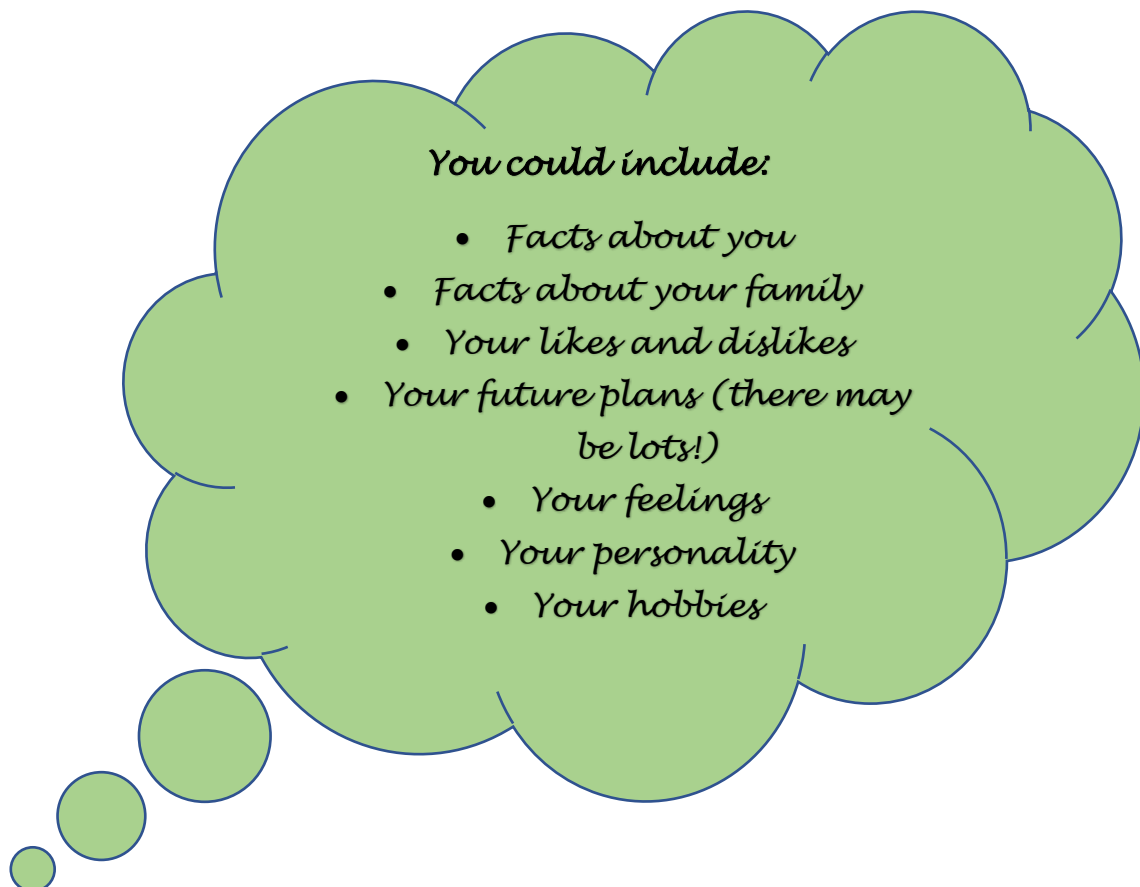 You could include:
• Facts about you
• Facts about your family
• Your likes and dislikes
• Your future plans (there may
be lots!)
• Your feelings
• Your personality
• Your hobbies